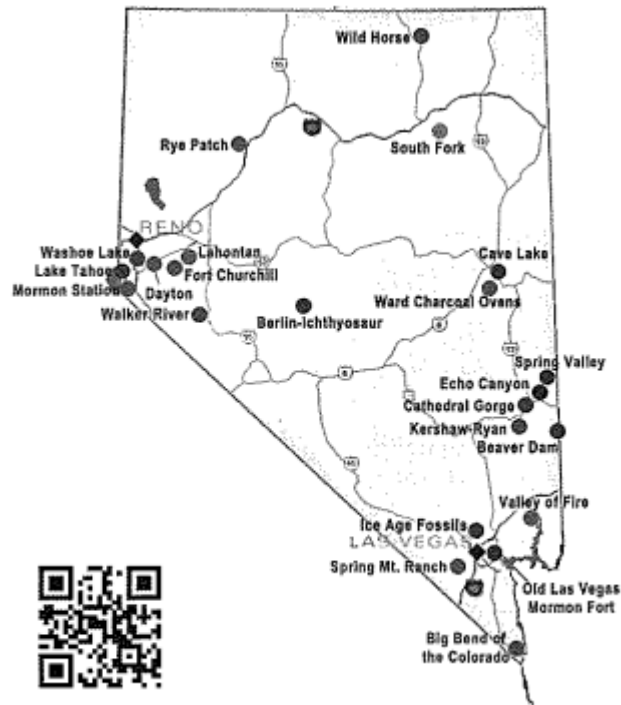 Wild Horse
Rye Patch
South Fork
RENO
Washoe Lake
Lahontan
Lake Tahoe
Fort Churchill
Mormon Station
Dayton
Walker River
Berlin-Ichthyosaur
Cave Lake
Ward Charcoal Ovens
Spring Valley
Echo Canyon
Cathedral Gorge
Kershaw-Ryan
Beaver Dam
Valley of Fire
Ice Age Fossils
LAS VEGAS
Spring Mt. Ranch
Old Las Vegas
Mormon Fort
Big Bend of
the Colorado